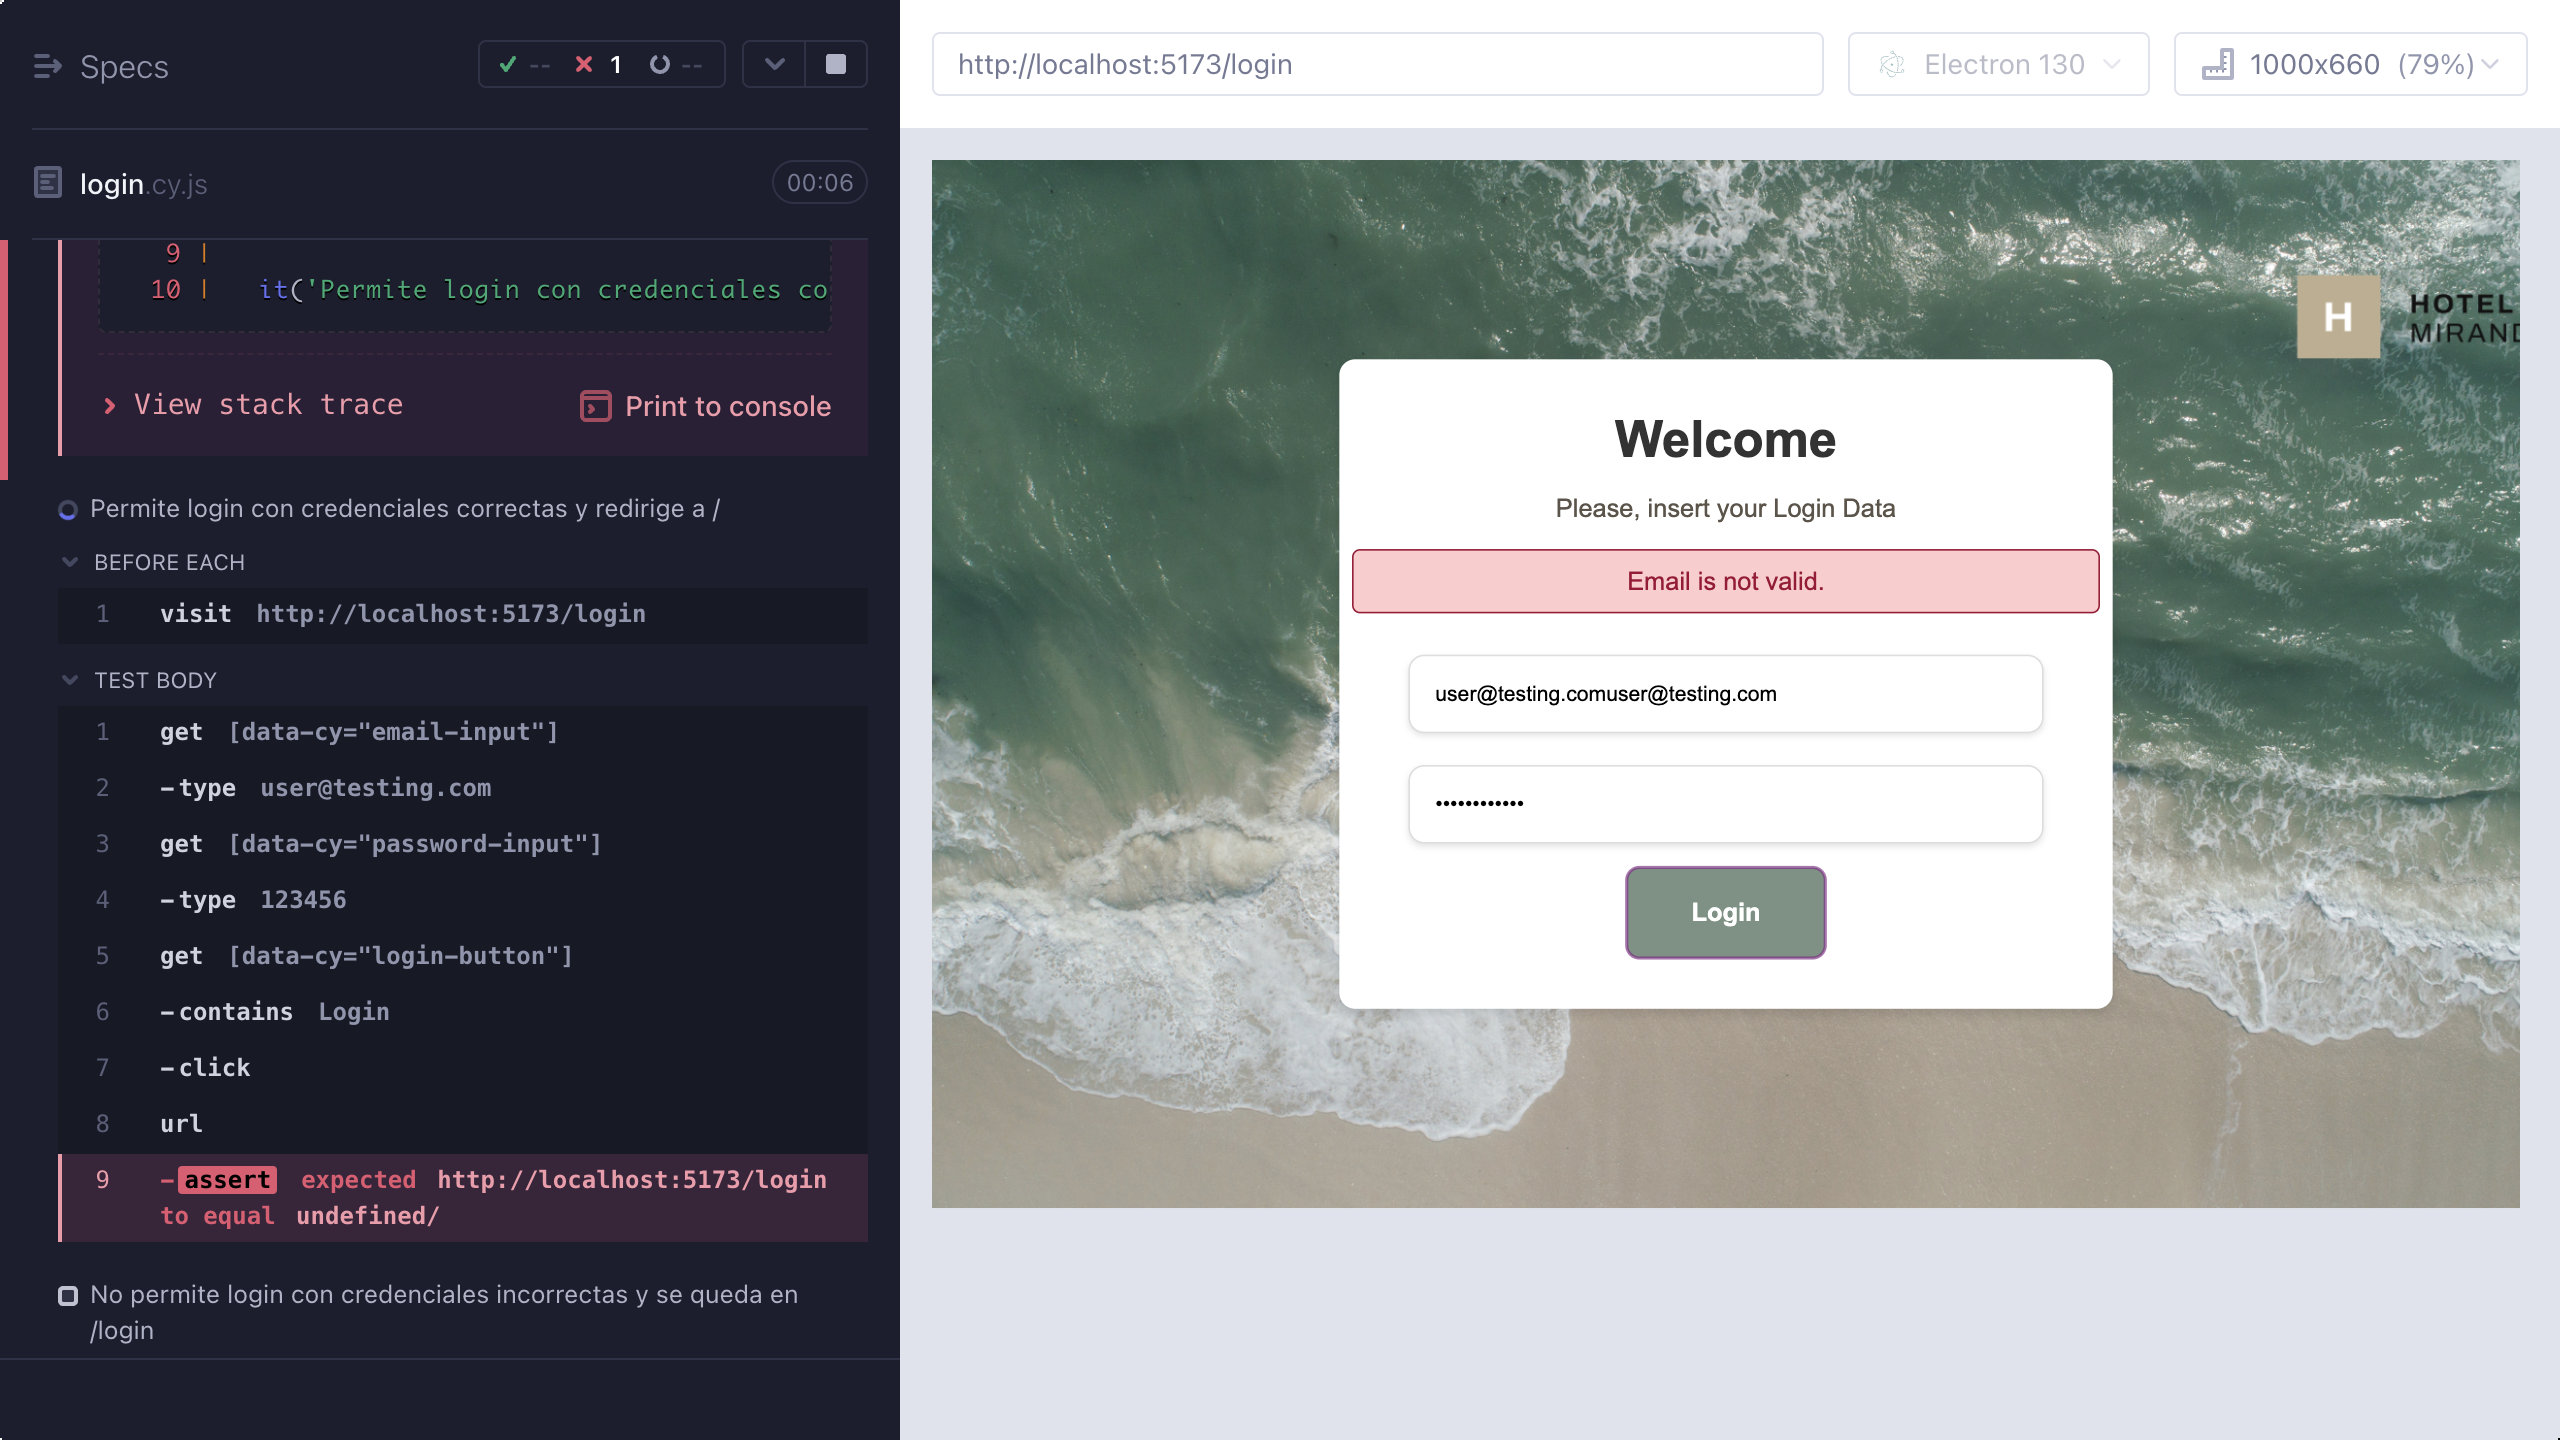 Specs
-- 1 --
login.cy.js
00:06
9 |
10 | it('Permite login con credenciales co
View stack trace
Print to console
Permite login con credenciales correctas y redirige a /
BEFORE EACH
1 visit http://localhost:5173/login
TEST BODY
1 get [data-cy="email-input"]
2 -type user@testing.com
3 get [data-cy="password-input"]
4 -type 123456
5 get [data-cy="login-button"]
6 -contains Login
7 -click
8 url
9 -assert expected http://localhost:5173/login
to equal undefined/
No permite login con credenciales incorrectas y se queda en
/login
http://localhost:5173/login
Electron 130
1000x660 (79%)
H
HOTEL
MIRAND
Welcome
Please, insert your Login Data
Email is not valid.
user@testing.comuser@testing.com
••••••••••••
Login